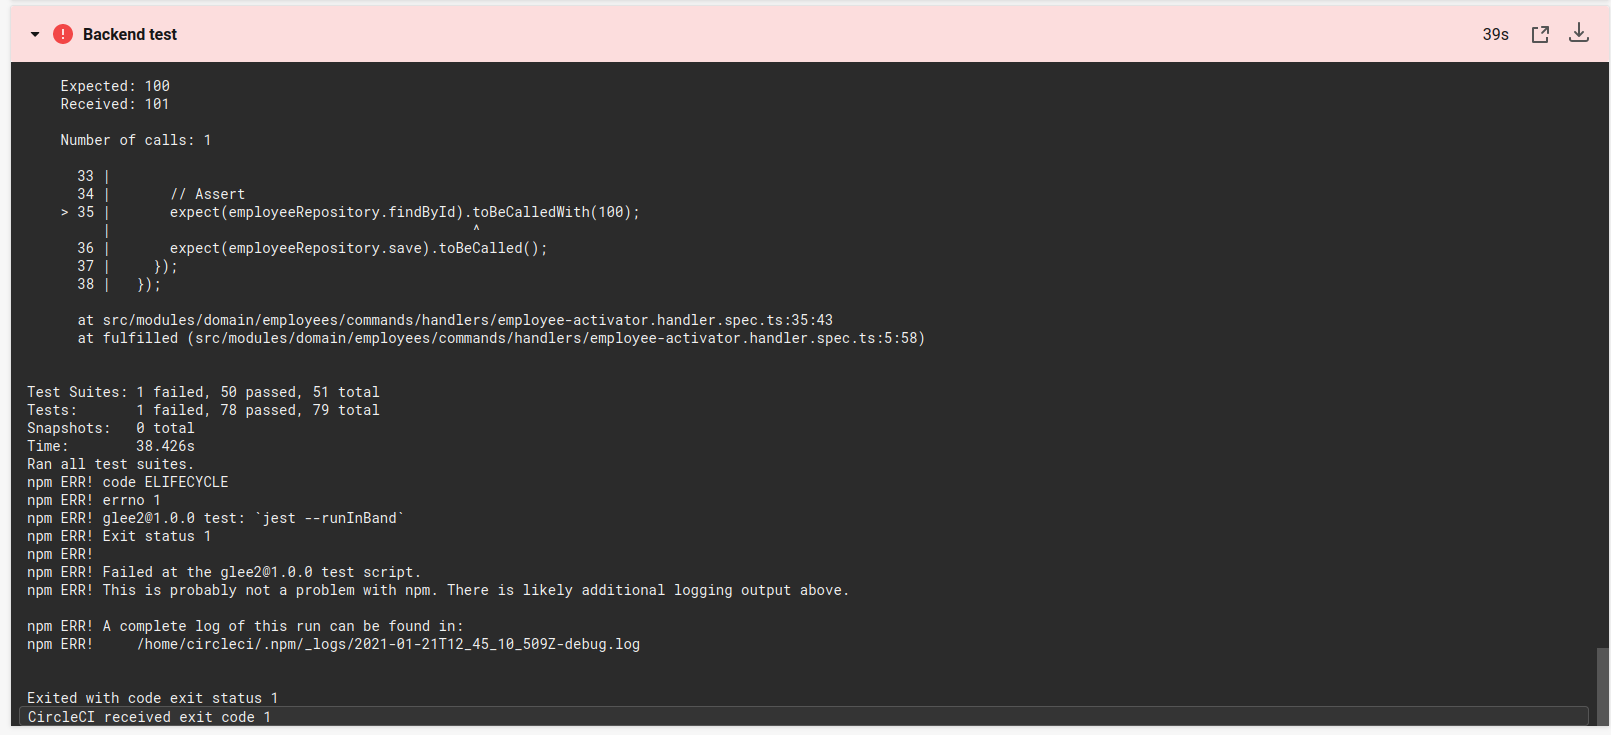 Backend test
39s
Expected: 100
Received: 101
Number of calls: 1
33 |
34 |       // Assert
> 35 |       expect(employeeRepository.findById).toBeCalledWith(100);
|                                           ^
36 |       expect(employeeRepository.save).toBeCalled();
37 |     });
38 |   });
at src/modules/domain/employees/commands/handlers/employee-activator.handler.spec.ts:35:43
at fulfilled (src/modules/domain/employees/commands/handlers/employee-activator.handler.spec.ts:5:58)
Test Suites: 1 failed, 50 passed, 51 total
Tests:       1 failed, 78 passed, 79 total
Snapshots:   0 total
Time:        38.426s
Ran all test suites.
npm ERR! code ELIFECYCLE
npm ERR! errno 1
npm ERR! glee2@1.0.0 test: `jest --runInBand`
npm ERR! Exit status 1
npm ERR!
npm ERR! Failed at the glee2@1.0.0 test script.
npm ERR! This is probably not a problem with npm. There is likely additional logging output above.
npm ERR! A complete log of this run can be found in:
npm ERR!     /home/circleci/.npm/_logs/2021-01-21T12_45_10_509Z-debug.log
Exited with code exit status 1
CircleCI received exit code 1